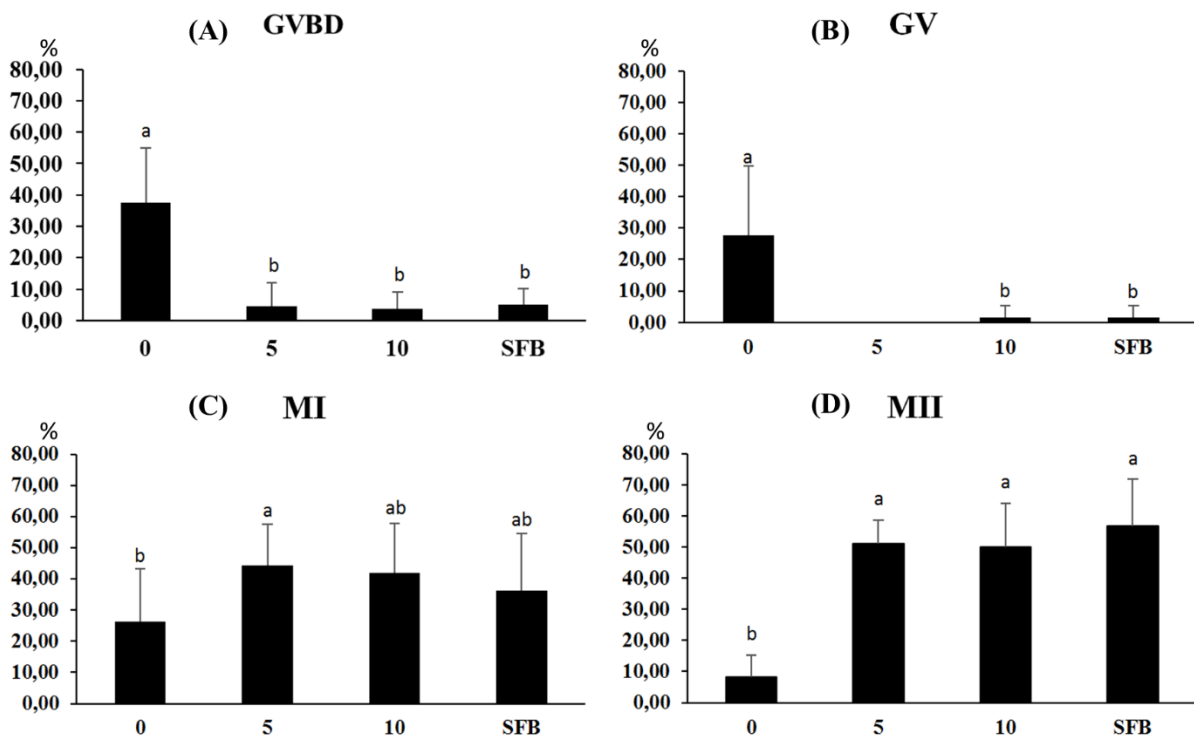 (A) GVBD
%
80,00
70,00
60,00
50,00
40,00
30,00
20,00
10,00
0,00
a
b
b
b
0 5 10 SFB
(B) GV
%
80,00
70,00
60,00
50,00
40,00
30,00
20,00
10,00
0,00
a
b
b
0 5 10 SFB
(C) MI
%
80,00
70,00
60,00
50,00
40,00
30,00
20,00
10,00
0,00
b
a
ab
ab
0 5 10 SFB
(D) MII
%
80,00
70,00
60,00
50,00
40,00
30,00
20,00
10,00
0,00
b
a
a
a
0 5 10 SFB